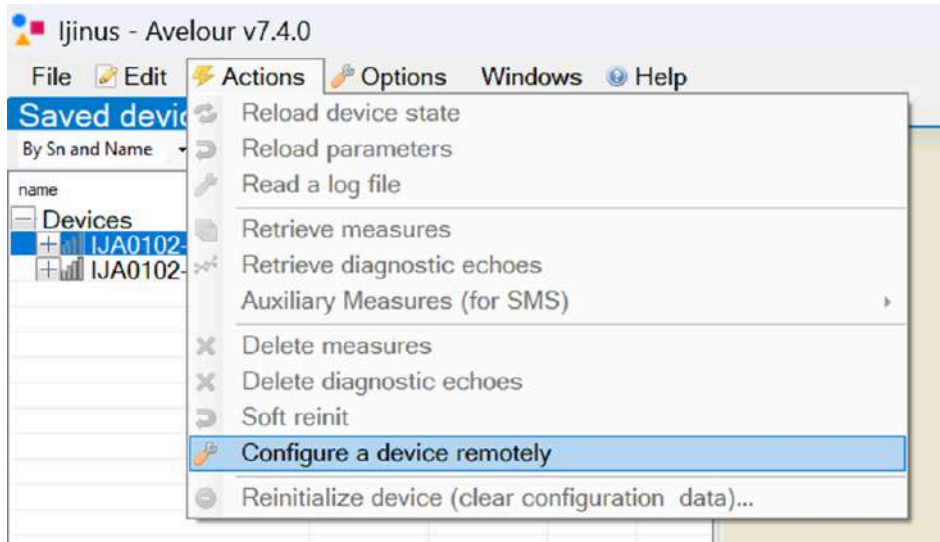 Ijinus - Avelour v7.4.0
File Edit Actions Options Windows Help
Saved devic
By Sn and Name
name
Devices
IJA0102-
IJA0102-
Reload device state
Reload parameters
Read a log file
Retrieve measures
Retrieve diagnostic echoes
Auxiliary Measures (for SMS)
Delete measures
Delete diagnostic echoes
Soft reinit
Configure a device remotely
Reinitialize device (clear configuration data)...